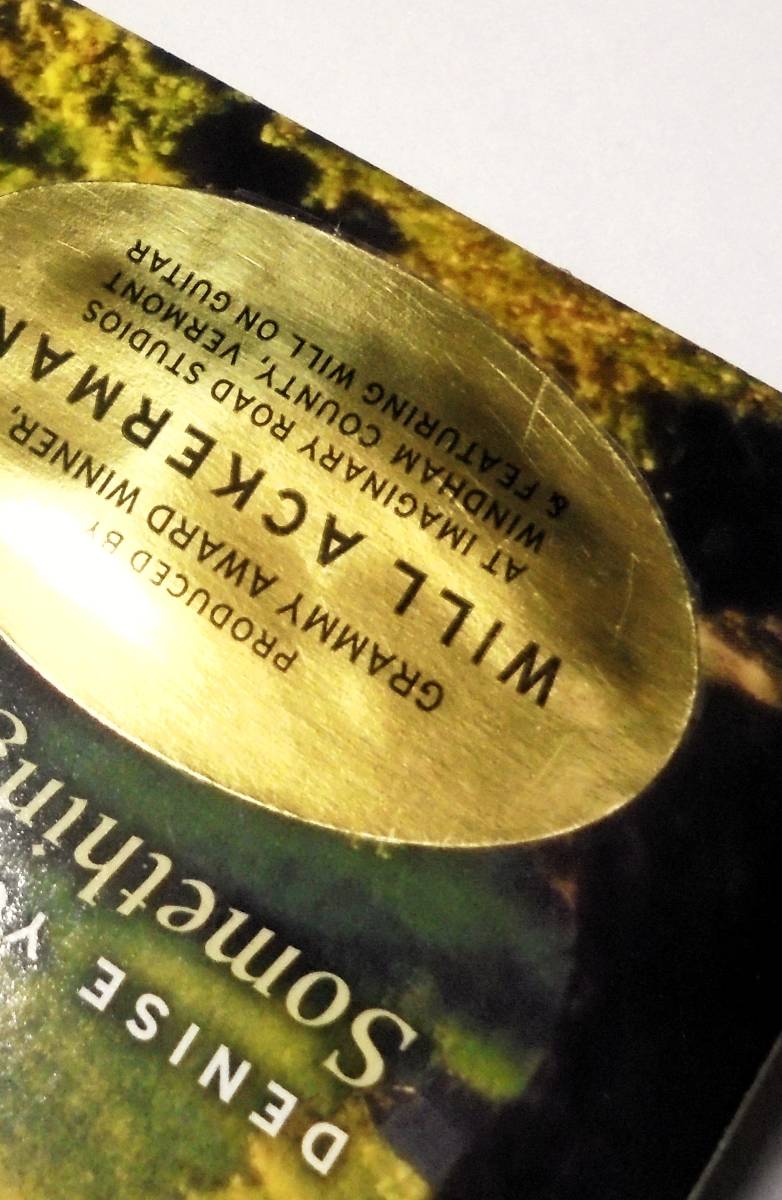 DENISE Y
Something
PRODUCED BY
GRAMMY AWARD WINNER,
WILL ACKERMAN
AT IMAGINARY ROAD STUDIOS
WINDHAM COUNTY, VERMONT
& FEATURING WILL ON GUITAR